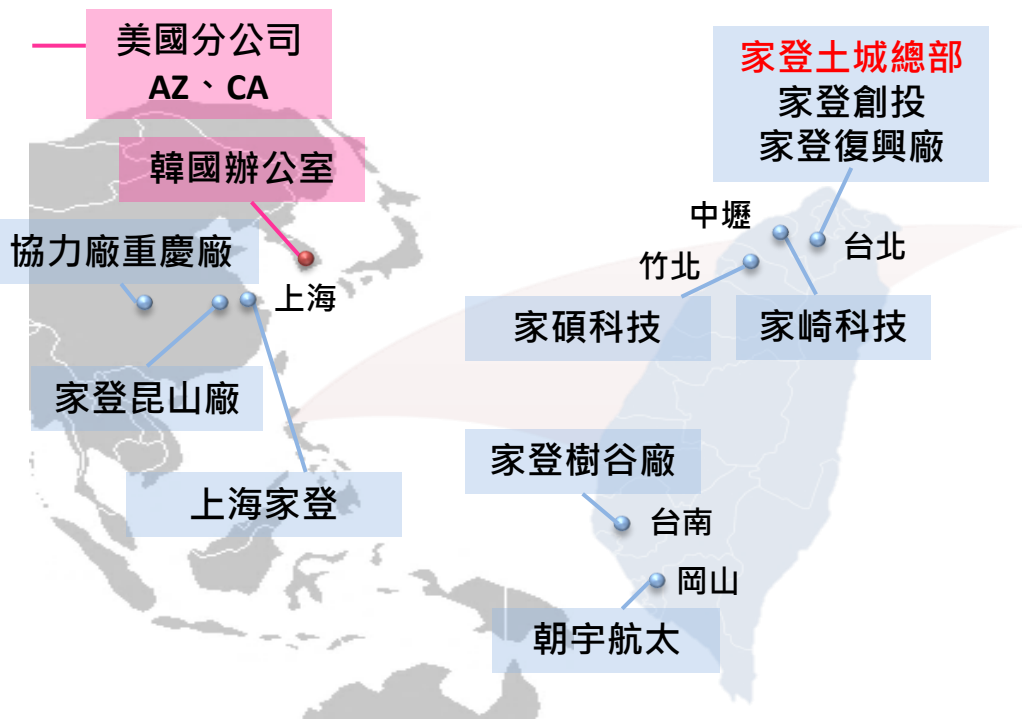 美國分公司
AZ、CA
韓國辦公室
協力廠重慶廠
上海
家登昆山廠
上海家登
家登土城總部
家登創投
家登復興廠
中壢
台北
竹北
家碩科技
家崎科技
家登樹谷廠
台南
岡山
朝宇航太